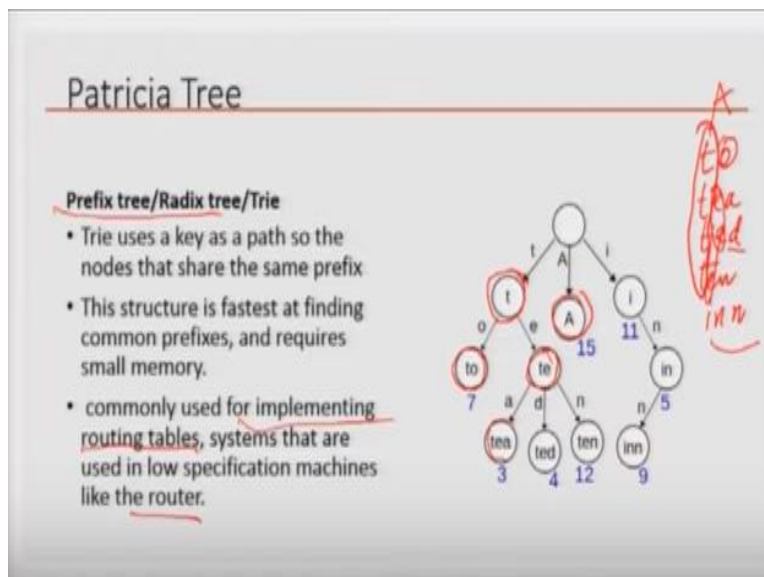 Patricia Tree
Prefix tree/Radix tree/Trie
• Trie uses a key as a path so the
nodes that share the same prefix
• This structure is fastest at finding
common prefixes, and requires
small memory.
• commonly used for implementing
routing tables, systems that are
used in low specification machines
like the router.
t A i
t A i
15 11
o e n
to te in
7 5
a d n n
tea ted ten inn
3 4 12 9
A
to
tea
ted
inn